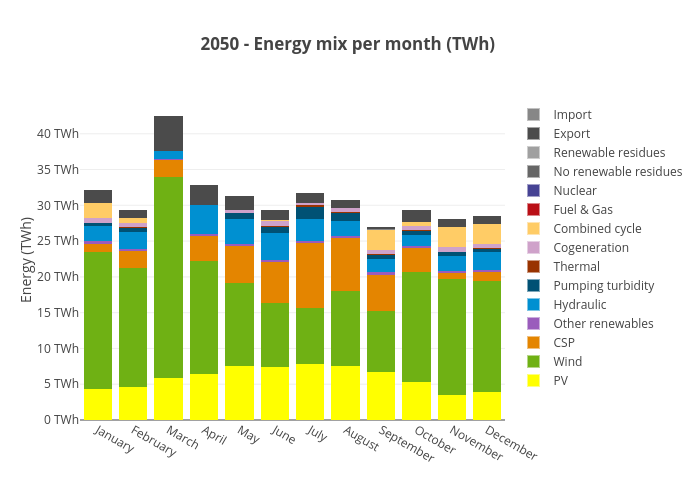 2050 - Energy mix per month (TWh)
Energy (TWh)
40 TWh
35 TWh
30 TWh
25 TWh
20 TWh
15 TWh
10 TWh
5 TWh
0 TWh
January
February
March
April
May
June
July
August
September
October
November
December
Import
Export
Renewable residues
No renewable residues
Nuclear
Fuel & Gas
Combined cycle
Cogeneration
Thermal
Pumping turbidity
Hydraulic
Other renewables
CSP
Wind
PV